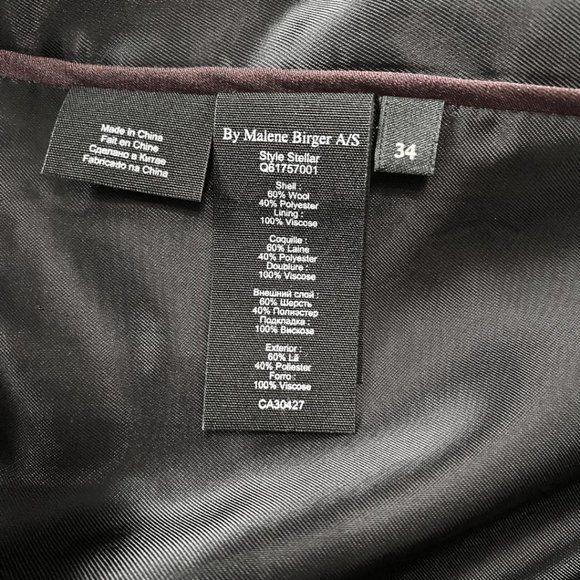 Made in China
Fait en Chine
Сделано в Китае
Fabricado na China
By Malene Birger A/S
Style Stellar
Q61757001
Shell :
60% Wool
40% Polyester
Lining :
100% Viscose
Coquille :
60% Laine
40% Polyester
Doublure :
100% Viscose
Внешний слой :
60% Шерсть
40% Полиэстер
Подкладка :
100% Вискоза
Exterior :
60% Lã
40% Poliester
Forro :
100% Viscose
CA30427
34